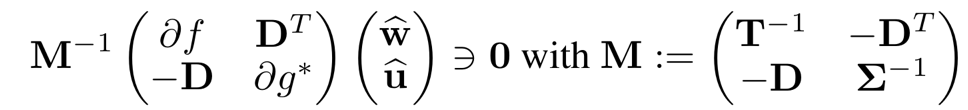 $\mathbf{M}^{-1} \begin{pmatrix} \partial f & \mathbf{D}^T \\ -\mathbf{D} & \partial g^* \end{pmatrix} \begin{pmatrix} \widehat{\mathbf{w}} \\ \widehat{\mathbf{u}} \end{pmatrix} \ni \mathbf{0} \text{ with } \mathbf{M} := \begin{pmatrix} \mathbf{T}^{-1} & -\mathbf{D}^T \\ -\mathbf{D} & \mathbf{\Sigma}^{-1} \end{pmatrix}$